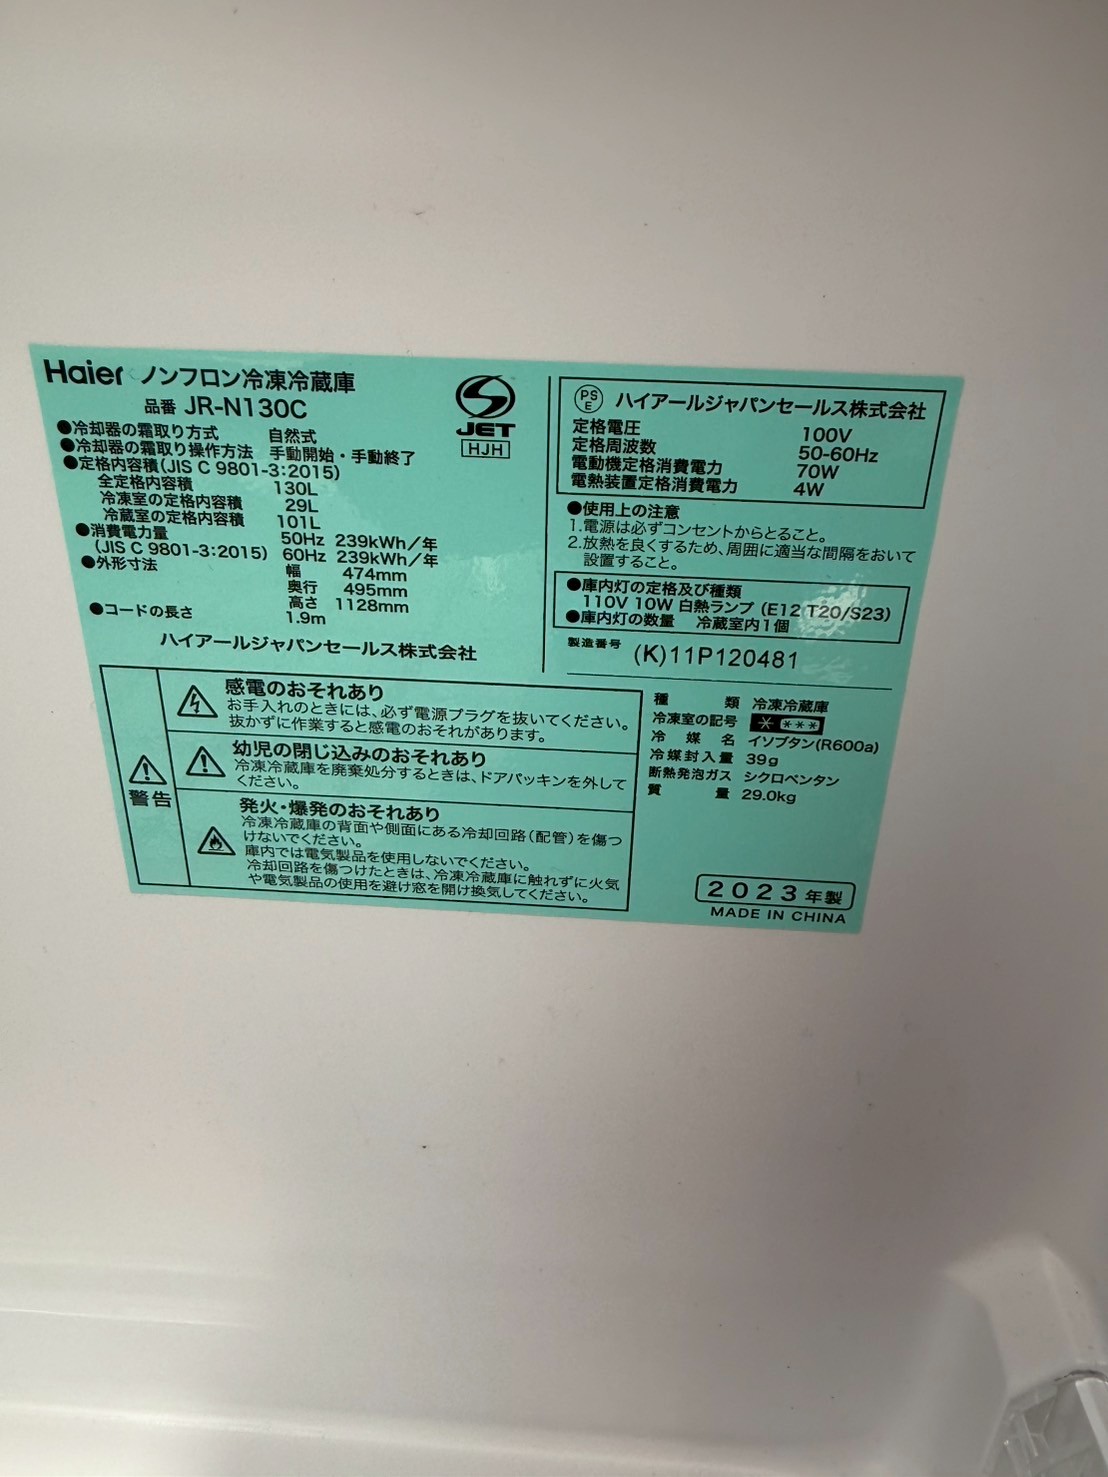 Haier ノンフロン冷凍冷蔵庫
品番 JR-N130C
●冷却器の霜取り方式 自然式
●冷却器の霜取り操作方法 手動開始・手動終了
●定格内容積(JIS C 9801-3:2015)
全定格内容積 130L
冷凍室の定格内容積 29L
冷蔵室の定格内容積 101L
●消費電力量 50Hz 239kWh/年
(JIS C 9801-3:2015) 60Hz 239kWh/年
●外形寸法 幅 474mm
奥行 495mm
高さ 1128mm
●コードの長さ 1.9m
ハイアールジャパンセールス株式会社
JET
HJH
PSE ハイアールジャパンセールス株式会社
定格電圧 100V
定格周波数 50-60Hz
電動機定格消費電力 70W
電熱装置定格消費電力 4W
●使用上の注意
1.電源は必ずコンセントからとること。
2.放熱を良くするため、周囲に適当な間隔をおいて
設置すること。
●庫内灯の定格及び種類
110V 10W 白熱ランプ (E12 T20/S23)
●庫内灯の数量 冷蔵室内1個
製造番号 (K)11P120481
警告
感電のおそれあり
お手入れのときには、必ず電源プラグを抜いてください。
抜かずに作業すると感電のおそれがあります。
幼児の閉じ込みのおそれあり
冷凍冷蔵庫を廃棄処分するときは、ドアパッキンを外して
ください。
発火・爆発のおそれあり
冷凍冷蔵庫の背面や側面にある冷却回路(配管)を傷つ
けないでください。
庫内では電気製品を使用しないでください。
冷却回路を傷つけたときは、冷凍冷蔵庫に触れずに火気
や電気製品の使用を避け窓を開け換気してください。
種類 冷凍冷蔵庫
冷凍室の記号 * ***
冷媒名 イソブタン(R600a)
冷媒封入量 39g
断熱発泡ガス シクロペンタン
質量 29.0kg
2023年製
MADE IN CHINA